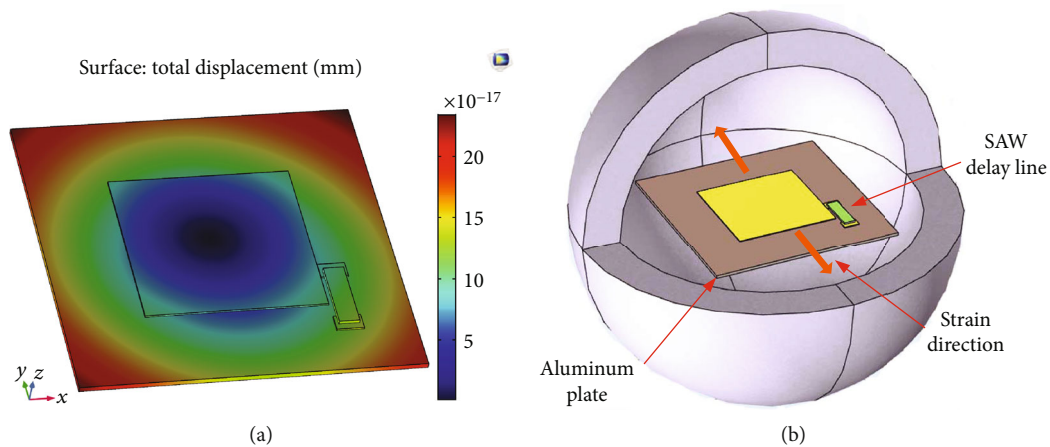 Surface: total displacement (mm)
×10⁻¹⁷
20
15
10
5
y z
x
(a)
SAW
delay line
Strain
direction
Aluminum
plate
(b)